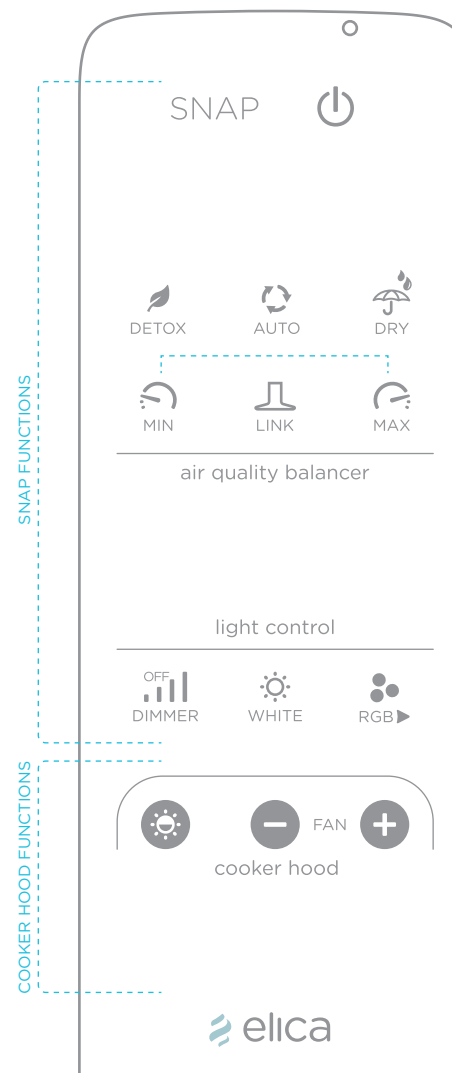 SNAP
DETOX AUTO DRY
MIN LINK MAX
air quality balancer
light control
OFF
DIMMER WHITE RGB
FAN
cooker hood
elica
SNAP FUNCTIONS
COOKER HOOD FUNCTIONS